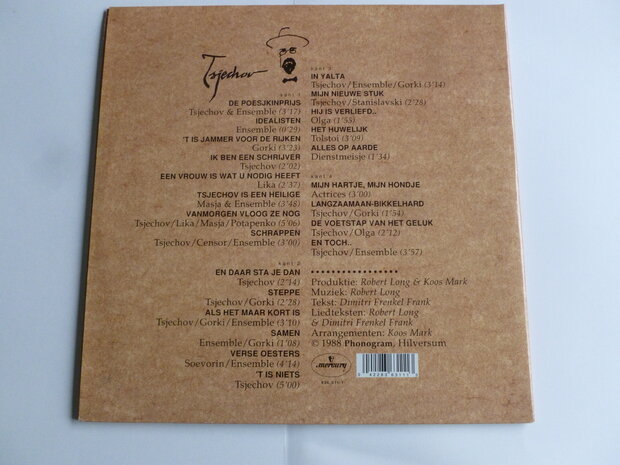 Tsjechov
kant 1
DE POESJKINPRIJS
Tsjechov & Ensemble (3'17)
IDEALISTEN
Ensemble (0'29)
'T IS JAMMER VOOR DE RIJKEN
Gorki (3'23)
IK BEN EEN SCHRIJVER
Tsjechov (2'02)
EEN VROUW IS WAT U NODIG HEEFT
Lika (2'37)
TSJECHOV IS EEN HEILIGE
Masja & Ensemble (3'48)
VANMORGEN VLOOG ZE NOG
Tsjechov/Lika/Masja/Potapenko (5'06)
SCHRAPPEN
Tsjechov/Censor/Ensemble (3'00)
kant 2
EN DAAR STA JE DAN
Tsjechov (2'14)
STEPPE
Tsjechov/Gorki (2'28)
ALS HET MAAR KORT IS
Tsjechov/Gorki/Ensemble (3'10)
SAMEN
Ensemble/Gorki (1'08)
VERSE OESTERS
Soevorin/Ensemble (4'14)
'T IS NIETS
Tsjechov (5'00)
kant 3
IN YALTA
Tsjechov/Ensemble/Gorki (3'14)
MIJN NIEUWE STUK
Tsjechov/Stanislavski (2'28)
HIJ IS VERLIEFD..
Olga (1'55)
HET HUWELIJK
Tolstoi (3'09)
ALLES OP AARDE
Dienstmeisje (1'34)
kant 4
MIJN HARTJE, MIJN HONDJE
Actrices (3'00)
LANGZAAMAAN-BIKKELHARD
Tsjechov/Gorki (1'54)
DE VOETSTAP VAN HET GELUK
Tsjechov/Olga (2'12)
EN TOCH..
Tsjechov/Ensemble (3'57)
Produktie: Robert Long & Koos Mark
Muziek: Robert Long
Tekst: Dimitri Frenkel Frank
Liedteksten: Robert Long
& Dimitri Frenkel Frank
Arrangementen: Koos Mark
© 1988 Phonogram, Hilversum
mercury